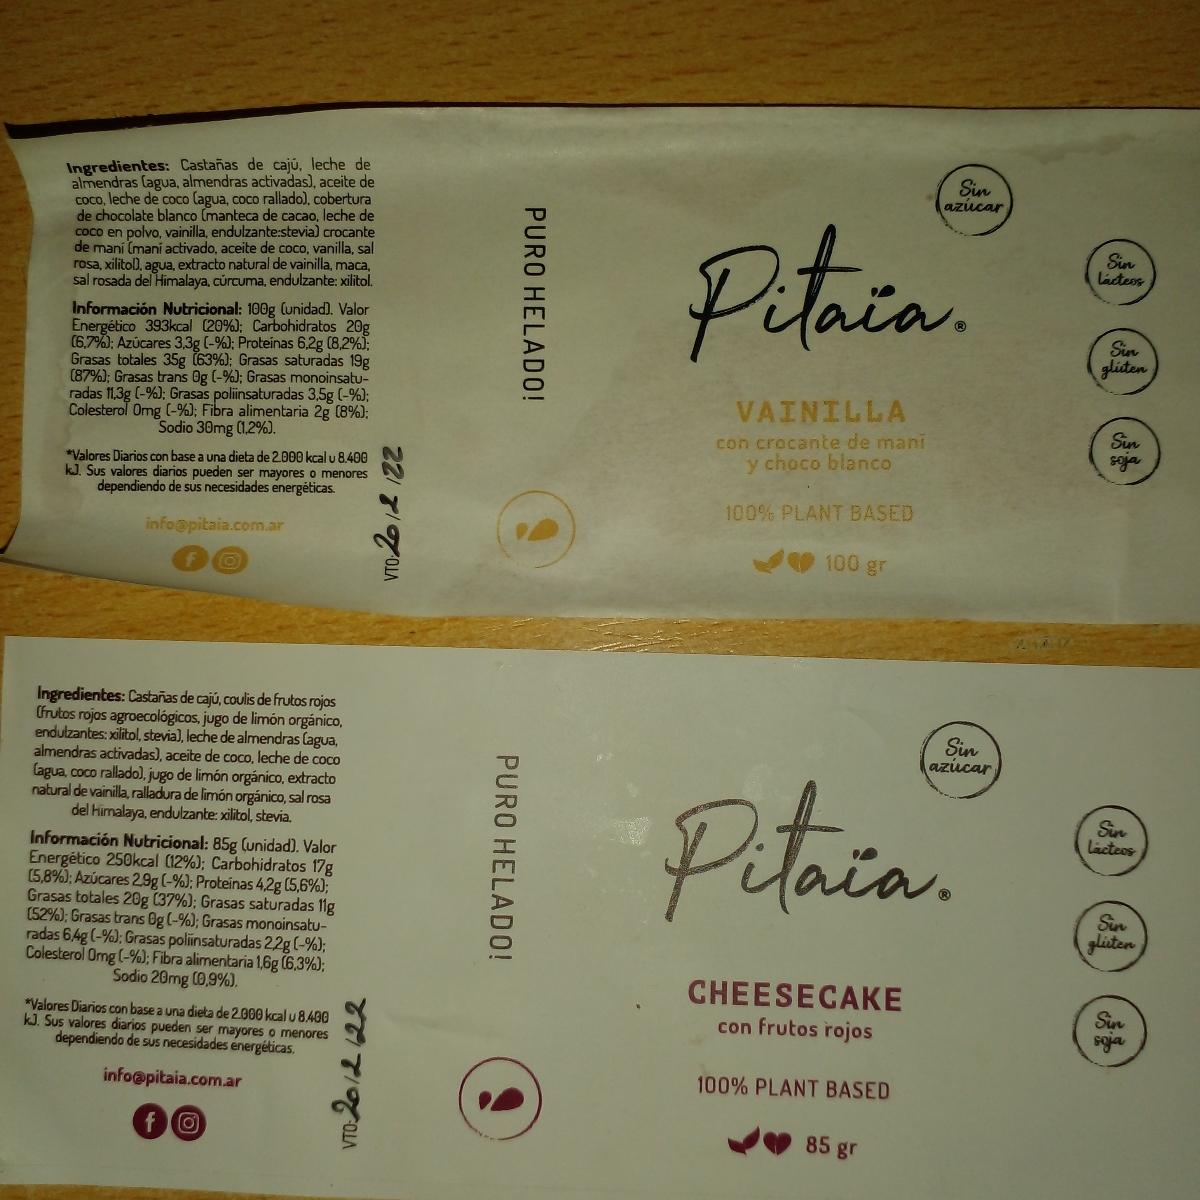 Ingredientes: Castañas de cajú, leche de
almendras (agua, almendras activadas), aceite de
coco, leche de coco (agua, coco rallado), cobertura
de chocolate blanco (manteca de cacao, leche de
coco en polvo, vainilla, endulzante:stevia) crocante
de maní (maní activado, aceite de coco, vanilla, sal
rosa, xilitol), agua, extracto natural de vainilla, maca,
sal rosada del Himalaya, cúrcuma, endulzante: xilitol.
Información Nutricional: 100g (unidad). Valor
Energético 393kcal (20%); Carbohidratos 20g
(6,7%); Azúcares 3,3g (-%); Proteínas 6,2g (8,2%);
Grasas totales 35g (63%); Grasas saturadas 19g
(87%); Grasas trans 0g (-%); Grasas monoinsatu-
radas 11,3g (-%); Grasas poliinsaturadas 3,5g (-%);
Colesterol 0mg (-%); Fibra alimentaria 2g (8%);
Sodio 30mg (1,2%).
*Valores Diarios con base a una dieta de 2.000 kcal u 8.400
kJ. Sus valores diarios pueden ser mayores o menores
dependiendo de sus necesidades energéticas.
info@pitaia.com.ar
VTO: 20/2/22
PURO HELADO!
Pitaïa®
VAINILLA
con crocante de maní
y choco blanco
100% PLANT BASED
100 gr
Sin
azúcar
Sin
lácteos
Sin
glúten
Sin
soja
Ingredientes: Castañas de cajú, coulis de frutos rojos
(frutos rojos agroecológicos, jugo de limón orgánico,
endulzantes: xilitol, stevia), leche de almendras (agua,
almendras activadas), aceite de coco, leche de coco
(agua, coco rallado), jugo de limón orgánico, extracto
natural de vainilla, ralladura de limón orgánico, sal rosa
del Himalaya, endulzante: xilitol, stevia.
Información Nutricional: 85g (unidad). Valor
Energético 250kcal (12%); Carbohidratos 17g
(5,8%); Azúcares 2,9g (-%); Proteínas 4,2g (5,6%);
Grasas totales 20g (37%); Grasas saturadas 11g
(52%); Grasas trans 0g (-%); Grasas monoinsatu-
radas 6,4g (-%); Grasas poliinsaturadas 2,2g (-%);
Colesterol 0mg (-%); Fibra alimentaria 1,6g (6,3%);
Sodio 20mg (0,9%).
*Valores Diarios con base a una dieta de 2.000 kcal u 8.400
kJ. Sus valores diarios pueden ser mayores o menores
dependiendo de sus necesidades energéticas.
info@pitaia.com.ar
VTO: 20/2/22
PURO HELADO!
Pitaïa®
CHEESECAKE
con frutos rojos
100% PLANT BASED
85 gr
Sin
azúcar
Sin
lácteos
Sin
glúten
Sin
soja